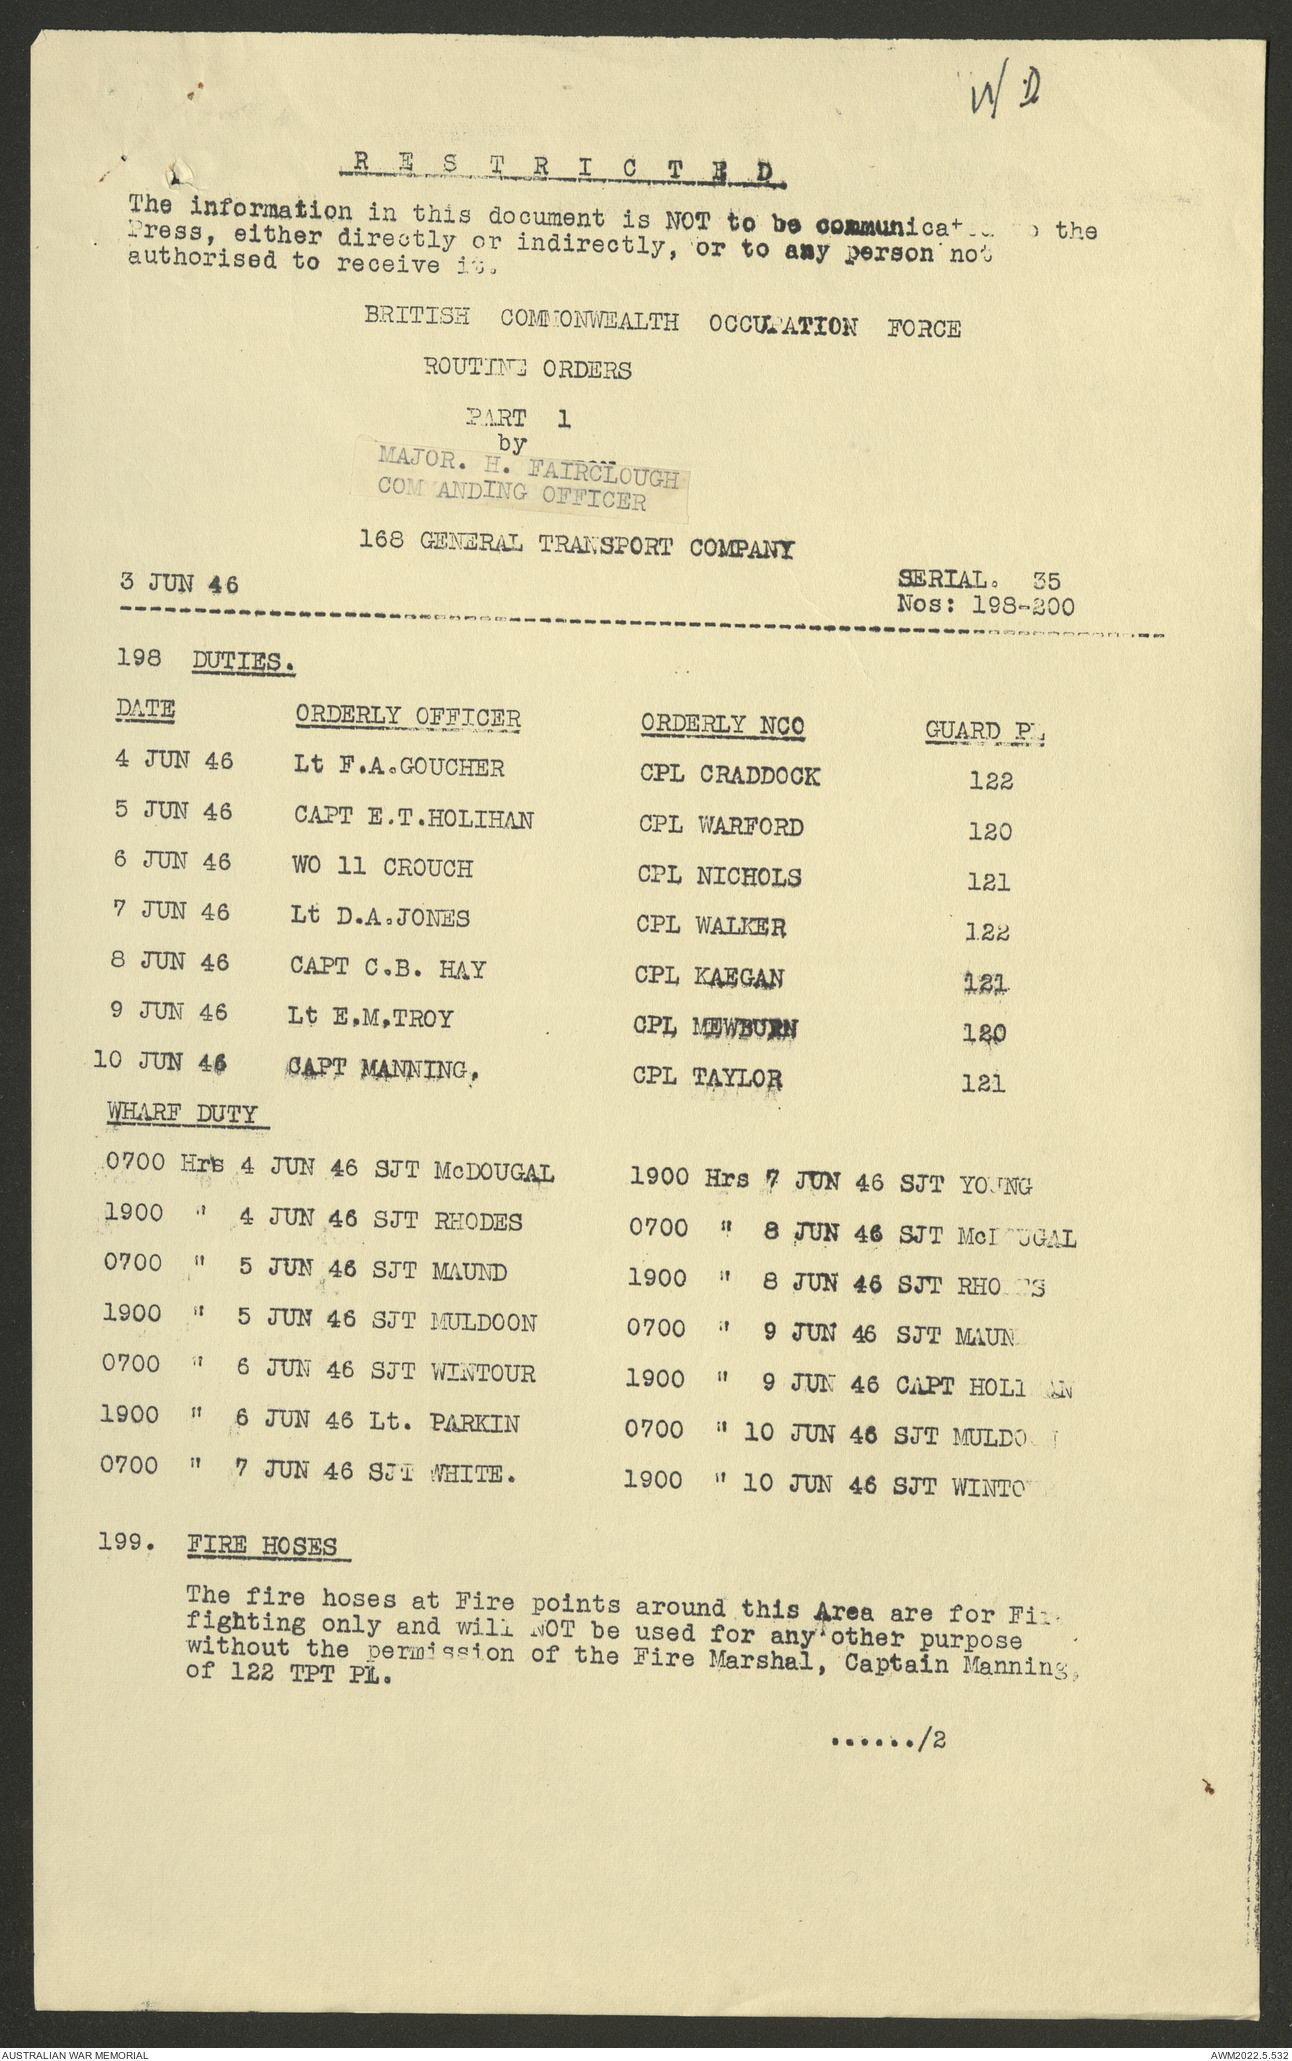 W/D
R E S T R I C T E D.
The information in this document is NOT to be communicated to the
Press, either directly or indirectly, or to any person not
authorised to receive it.
BRITISH COMMONWEALTH OCCUPATION FORCE
ROUTINE ORDERS
PART 1
by
MAJOR. H. FAIRCLOUGH
COMMANDING OFFICER
168 GENERAL TRANSPORT COMPANY
3 JUN 46 SERIAL. 35
Nos: 198-200
198 DUTIES.
DATE ORDERLY OFFICER ORDERLY NCO GUARD PL
4 JUN 46 Lt F.A.GOUCHER CPL CRADDOCK 122
5 JUN 46 CAPT E.T.HOLIHAN CPL WARFORD 120
6 JUN 46 WO 11 CROUCH CPL NICHOLS 121
7 JUN 46 Lt D.A.JONES CPL WALKER 122
8 JUN 46 CAPT C.B. HAY CPL KAEGAN 121
9 JUN 46 Lt E.M.TROY CPL MEWBURN 120
10 JUN 46 CAPT MANNING. CPL TAYLOR 121
WHARF DUTY
0700 Hrs 4 JUN 46 SJT McDOUGAL 1900 Hrs 7 JUN 46 SJT YOUNG
1900 " 4 JUN 46 SJT RHODES 0700 " 8 JUN 46 SJT McDOUGAL
0700 " 5 JUN 46 SJT MAUND 1900 " 8 JUN 46 SJT RHODES
1900 " 5 JUN 46 SJT MULDOON 0700 " 9 JUN 46 SJT MAUND
0700 " 6 JUN 46 SJT WINTOUR 1900 " 9 JUN 46 CAPT HOLIHAN
1900 " 6 JUN 46 Lt. PARKIN 0700 " 10 JUN 46 SJT MULDOON
0700 " 7 JUN 46 SJT WHITE. 1900 " 10 JUN 46 SJT WINTOUR
199. FIRE HOSES
The fire hoses at Fire points around this Area are for Fire
fighting only and will NOT be used for any other purpose
without the permission of the Fire Marshal, Captain Manning,
of 122 TPT PL.
....../2
AUSTRALIAN WAR MEMORIAL AWM2022.5.532